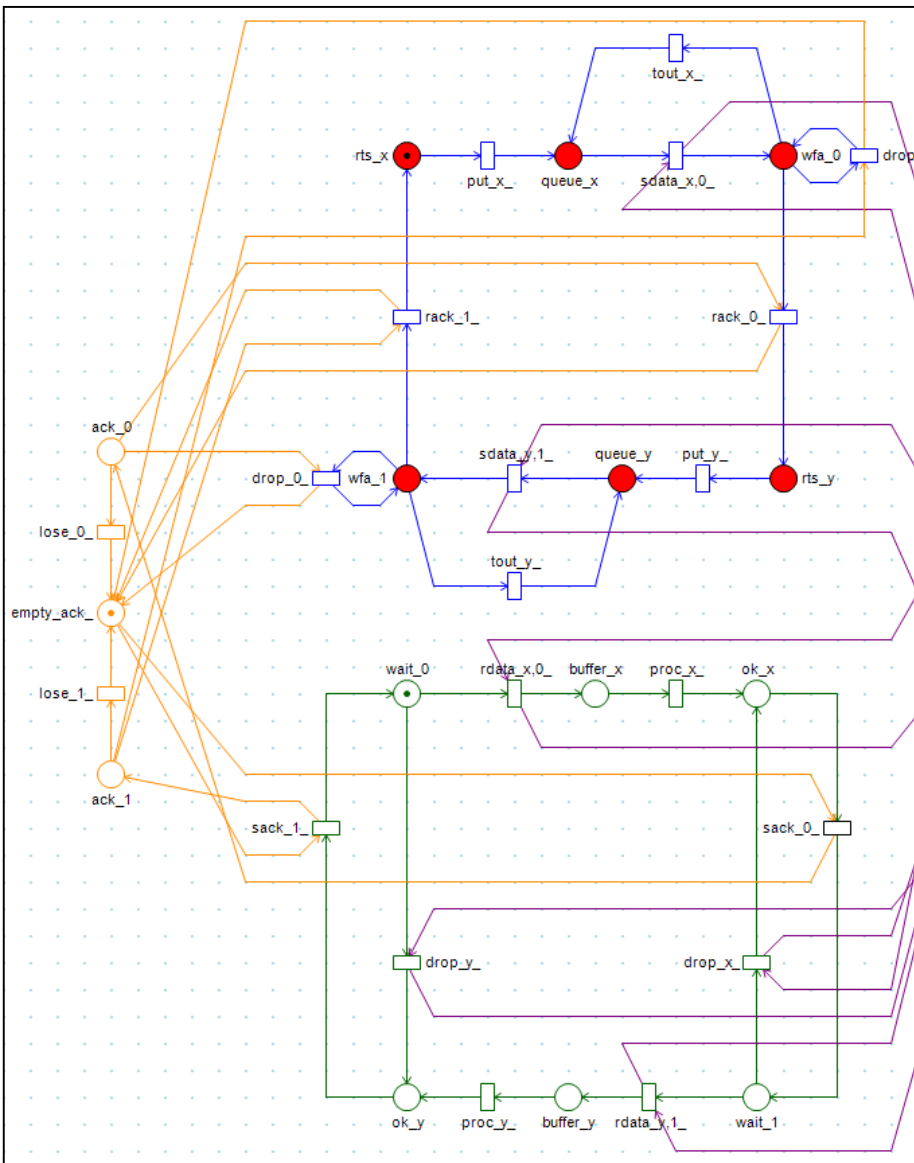 tout_x_
rts_x
put_x_
queue_x
sdata_x,0_
wfa_0
drop
rack_1_
rack_0_
ack_0
drop_0_
wfa_1
sdata_y,1_
queue_y
put_y_
rts_y
lose_0_
tout_y_
empty_ack_
wait_0
rdata_x,0_
buffer_x
proc_x_
ok_x
lose_1_
ack_1
sack_1_
sack_0_
drop_y_
drop_x_
ok_y
proc_y_
buffer_y
rdata_y,1_
wait_1